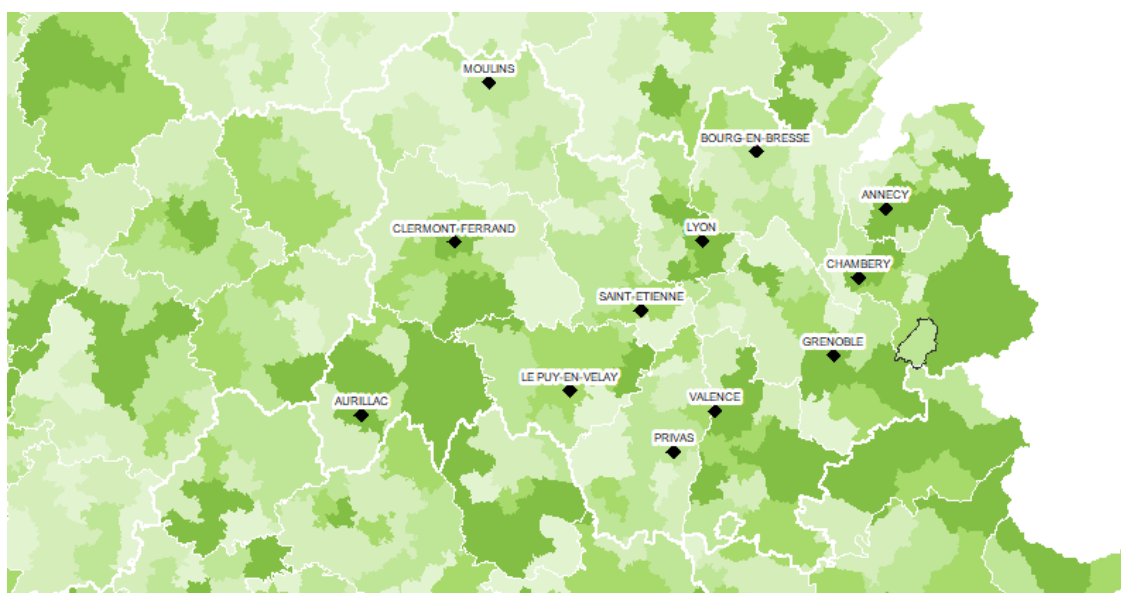 MOULINS
BOURG-EN-BRESSE
ANNECY
CLERMONT-FERRAND
LYON
CHAMBERY
SAINT-ETIENNE
GRENOBLE
LE PUY-EN-VELAY
AURILLAC
VALENCE
PRIVAS